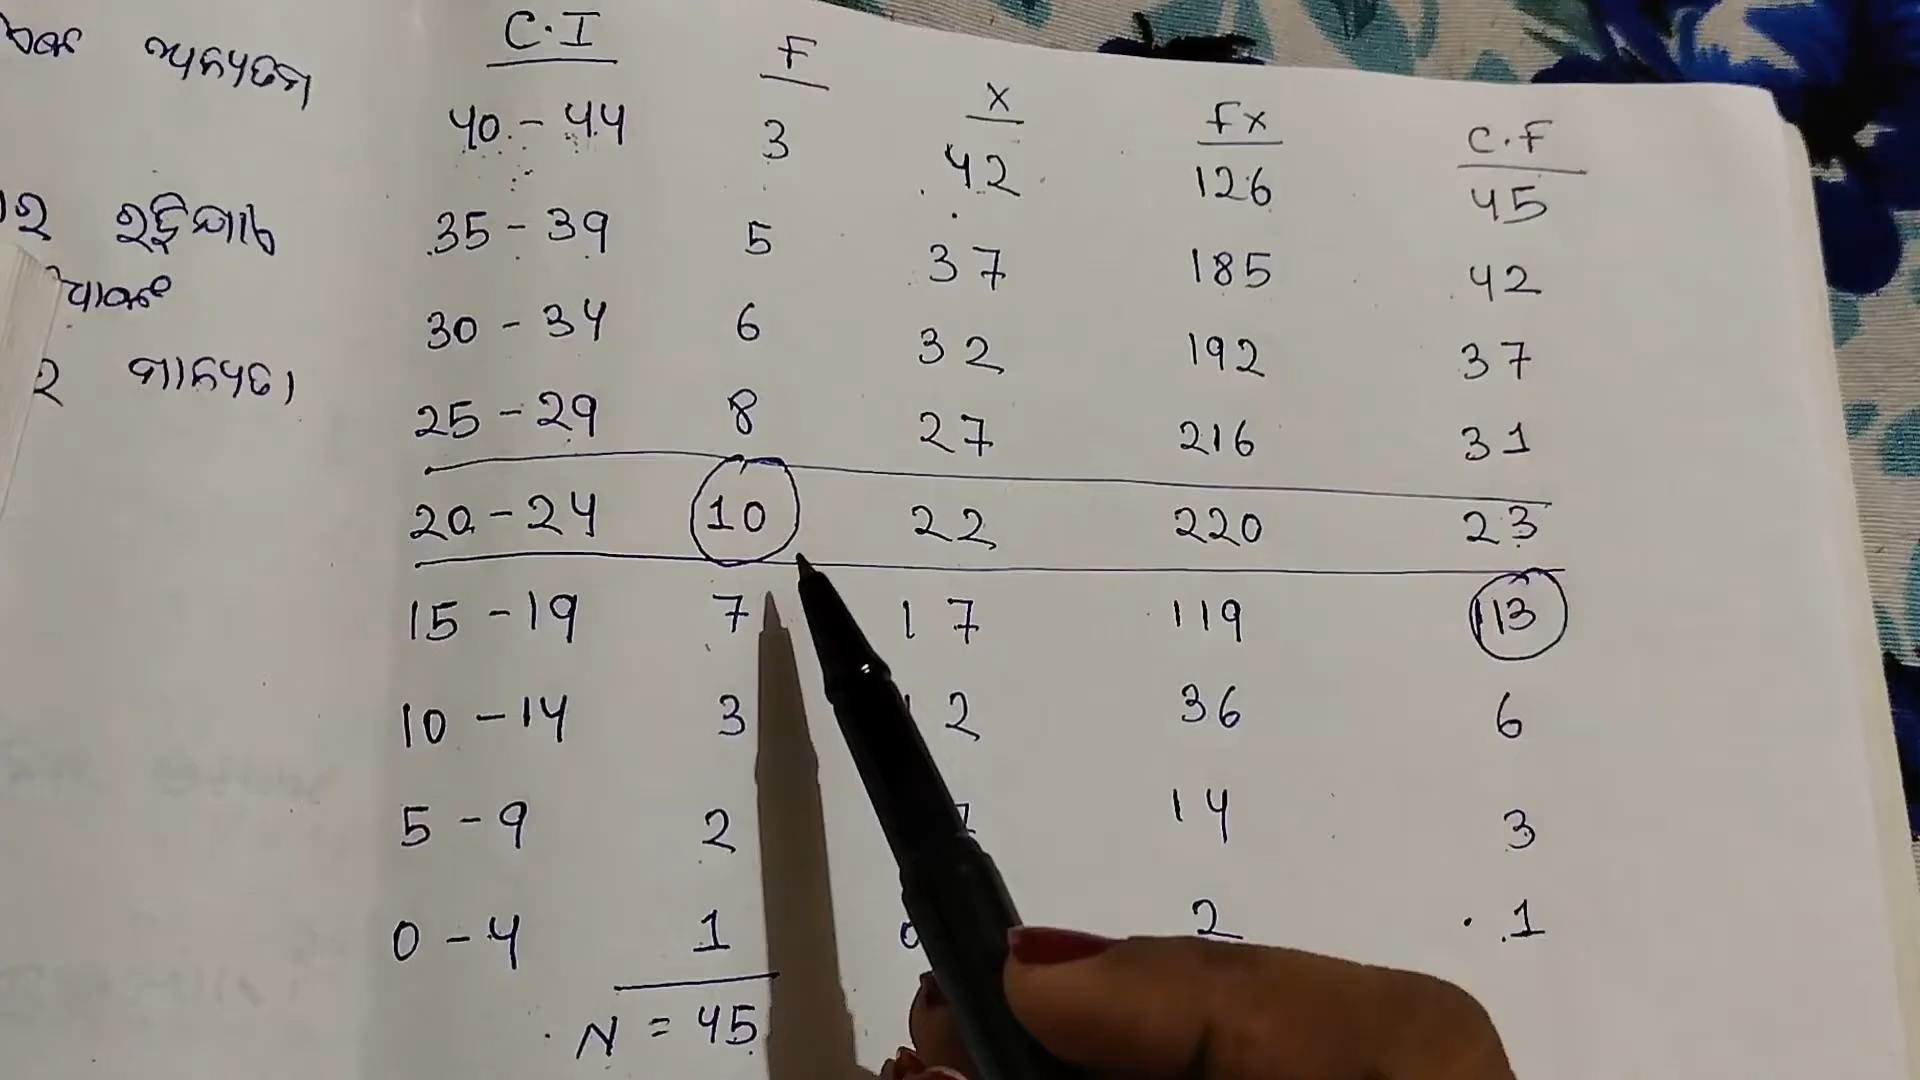 ମାନ୍ୟତା
C.I F X FX C.F
40 - 44 3 42 126 45
35 - 39 5 37 185 42
30 - 34 6 32 192 37
25 - 29 8 27 216 31
20 - 24 10 22 220 23
15 - 19 7 17 119 13
10 - 14 3 12 36 6
5 - 9 2 14 3
0 - 4 1 2 1
N = 45